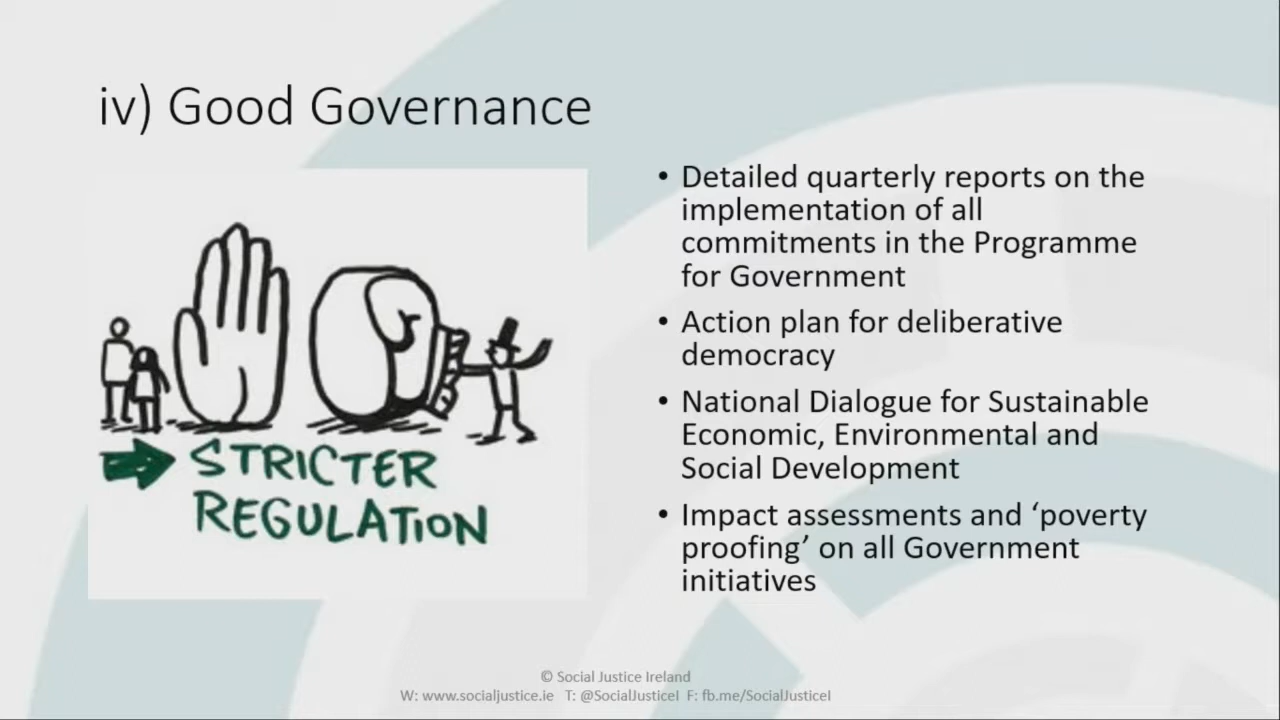 iv) Good Governance
STRICTER
REGULATION
• Detailed quarterly reports on the
implementation of all
commitments in the Programme
for Government
• Action plan for deliberative
democracy
• National Dialogue for Sustainable
Economic, Environmental and
Social Development
• Impact assessments and ‘poverty
proofing’ on all Government
initiatives
© Social Justice Ireland
W: www.socialjustice.ie T: @SocialJusticeI F: fb.me/SocialJusticeI